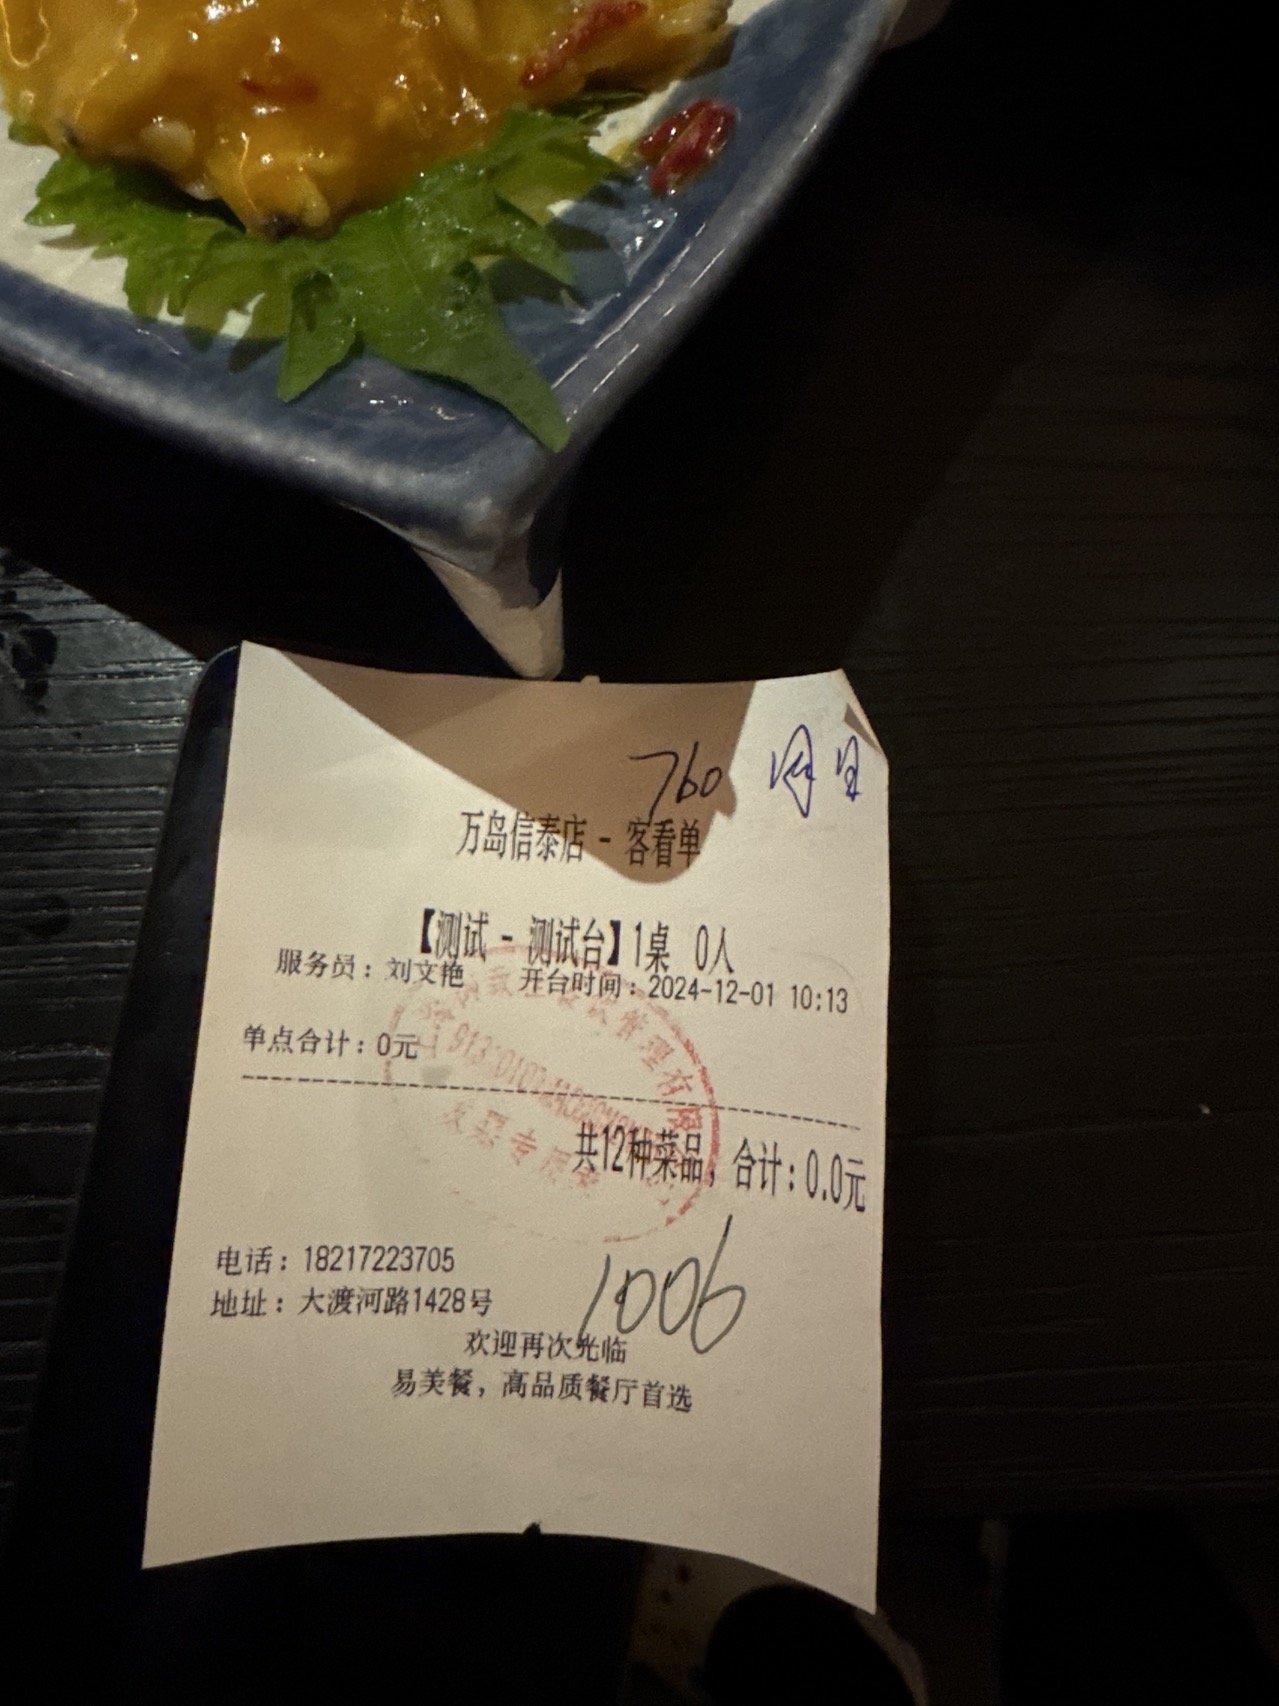 760
万岛信泰店 - 客看单
【测试 - 测试台】1桌 0人
服务员：刘文艳 开台时间：2024-12-01 10:13
单点合计：0元
共12种菜品，合计：0.0元
电话：18217223705
地址：大渡河路1428号
1006
欢迎再次光临
易美餐，高品质餐厅首选